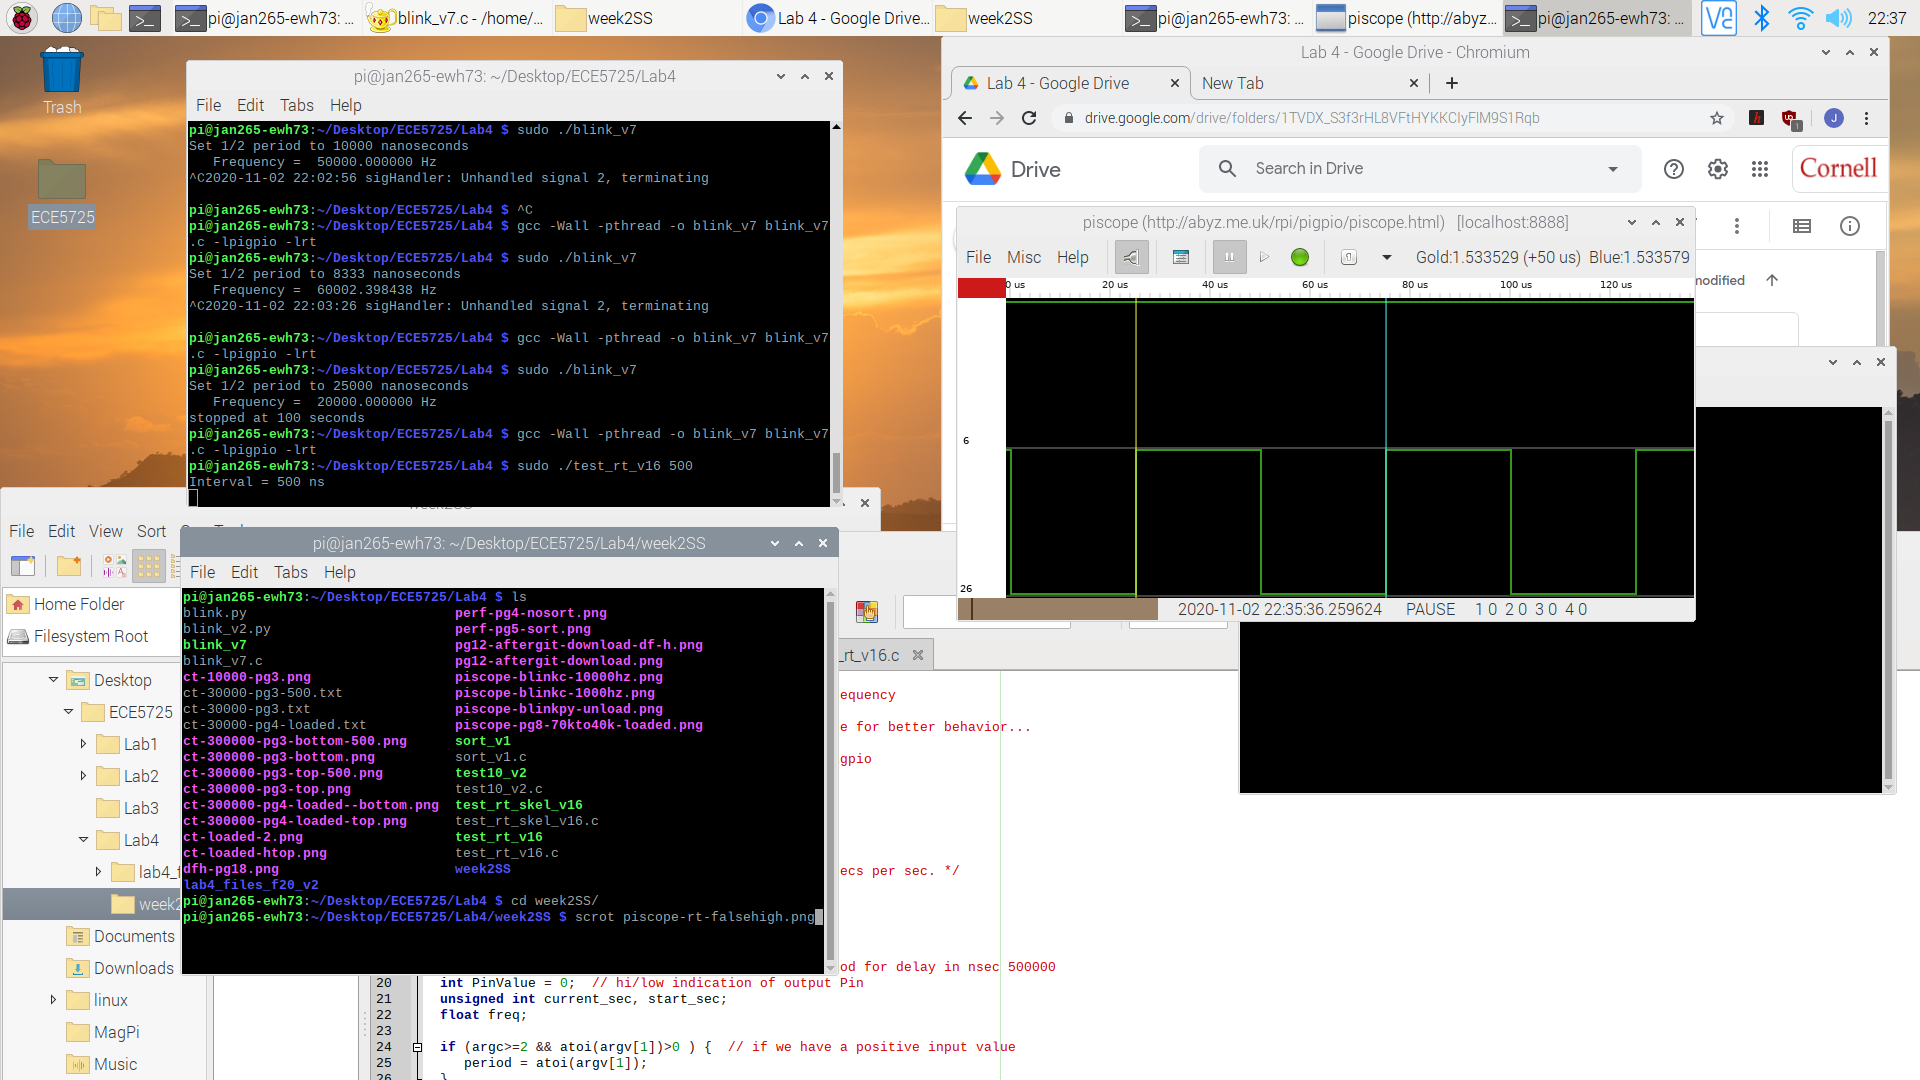 pi@jan265-ewh73: ...
blink_v7.c - /home/...
week2SS
Lab 4 - Google Drive...
week2SS
pi@jan265-ewh73: ...
piscope (http://abyz...
pi@jan265-ewh73: ...
22:37
Trash
ECE5725
pi@jan265-ewh73: ~/Desktop/ECE5725/Lab4
File Edit Tabs Help
pi@jan265-ewh73:~/Desktop/ECE5725/Lab4 $ sudo ./blink_v7
Set 1/2 period to 10000 nanoseconds
Frequency =  50000.000000 Hz
^C2020-11-02 22:02:56 sigHandler: Unhandled signal 2, terminating
pi@jan265-ewh73:~/Desktop/ECE5725/Lab4 $ ^C
pi@jan265-ewh73:~/Desktop/ECE5725/Lab4 $ gcc -Wall -pthread -o blink_v7 blink_v7
.c -lpigpio -lrt
pi@jan265-ewh73:~/Desktop/ECE5725/Lab4 $ sudo ./blink_v7
Set 1/2 period to 8333 nanoseconds
Frequency =  60002.398438 Hz
^C2020-11-02 22:03:26 sigHandler: Unhandled signal 2, terminating
pi@jan265-ewh73:~/Desktop/ECE5725/Lab4 $ gcc -Wall -pthread -o blink_v7 blink_v7
.c -lpigpio -lrt
pi@jan265-ewh73:~/Desktop/ECE5725/Lab4 $ sudo ./blink_v7
Set 1/2 period to 25000 nanoseconds
Frequency =  20000.000000 Hz
stopped at 100 seconds
pi@jan265-ewh73:~/Desktop/ECE5725/Lab4 $ gcc -Wall -pthread -o blink_v7 blink_v7
.c -lpigpio -lrt
pi@jan265-ewh73:~/Desktop/ECE5725/Lab4 $ sudo ./test_rt_v16 500
Interval = 500 ns
Lab 4 - Google Drive - Chromium
Lab 4 - Google Drive
New Tab
drive.google.com/drive/folders/1TVDX_S3f3rHL8VFtHYKKCIyFIM9S1Rqb
1
J
Drive
Search in Drive
Cornell
modified
piscope (http://abyz.me.uk/rpi/pigpio/piscope.html) [localhost:8888]
File Misc Help
Gold:1.533529 (+50 us) Blue:1.533579
0 us 20 us 40 us 60 us 80 us 100 us 120 us
6
26
2020-11-02 22:35:36.259624 PAUSE 1 0 2 0 3 0 4 0
File Edit View Sort
Home Folder
Filesystem Root
Desktop
ECE5725
Lab1
Lab2
Lab3
Lab4
lab4_f
week2
Documents
Downloads
linux
MagPi
Music
pi@jan265-ewh73: ~/Desktop/ECE5725/Lab4/week2SS
File Edit Tabs Help
pi@jan265-ewh73:~/Desktop/ECE5725/Lab4 $ ls
blink.py perf-pg4-nosort.png
blink_v2.py perf-pg5-sort.png
blink_v7 pg12-aftergit-download-df-h.png
blink_v7.c pg12-aftergit-download.png
ct-10000-pg3.png piscope-blinkc-10000hz.png
ct-30000-pg3-500.txt piscope-blinkc-1000hz.png
ct-30000-pg3.txt piscope-blinkpy-unload.png
ct-30000-pg4-loaded.txt piscope-pg8-70kto40k-loaded.png
ct-300000-pg3-bottom-500.png sort_v1
ct-300000-pg3-bottom.png sort_v1.c
ct-300000-pg3-top-500.png test10_v2
ct-300000-pg3-top.png test10_v2.c
ct-300000-pg4-loaded--bottom.png test_rt_skel_v16
ct-300000-pg4-loaded-top.png test_rt_skel_v16.c
ct-loaded-2.png test_rt_v16
ct-loaded-htop.png test_rt_v16.c
dfh-pg18.png week2SS
lab4_files_f20_v2
pi@jan265-ewh73:~/Desktop/ECE5725/Lab4 $ cd week2SS/
pi@jan265-ewh73:~/Desktop/ECE5725/Lab4/week2SS $ scrot piscope-rt-falsehigh.png
_rt_v16.c
equency
e for better behavior...
gpio
ecs per sec. */
od for delay in nsec 500000
20 int PinValue = 0;  // hi/low indication of output Pin
21 unsigned int current_sec, start_sec;
22 float freq;
23
24 if (argc>=2 && atoi(argv[1])>0 ) {  // if we have a positive input value
25 period = atoi(argv[1]);
26 }